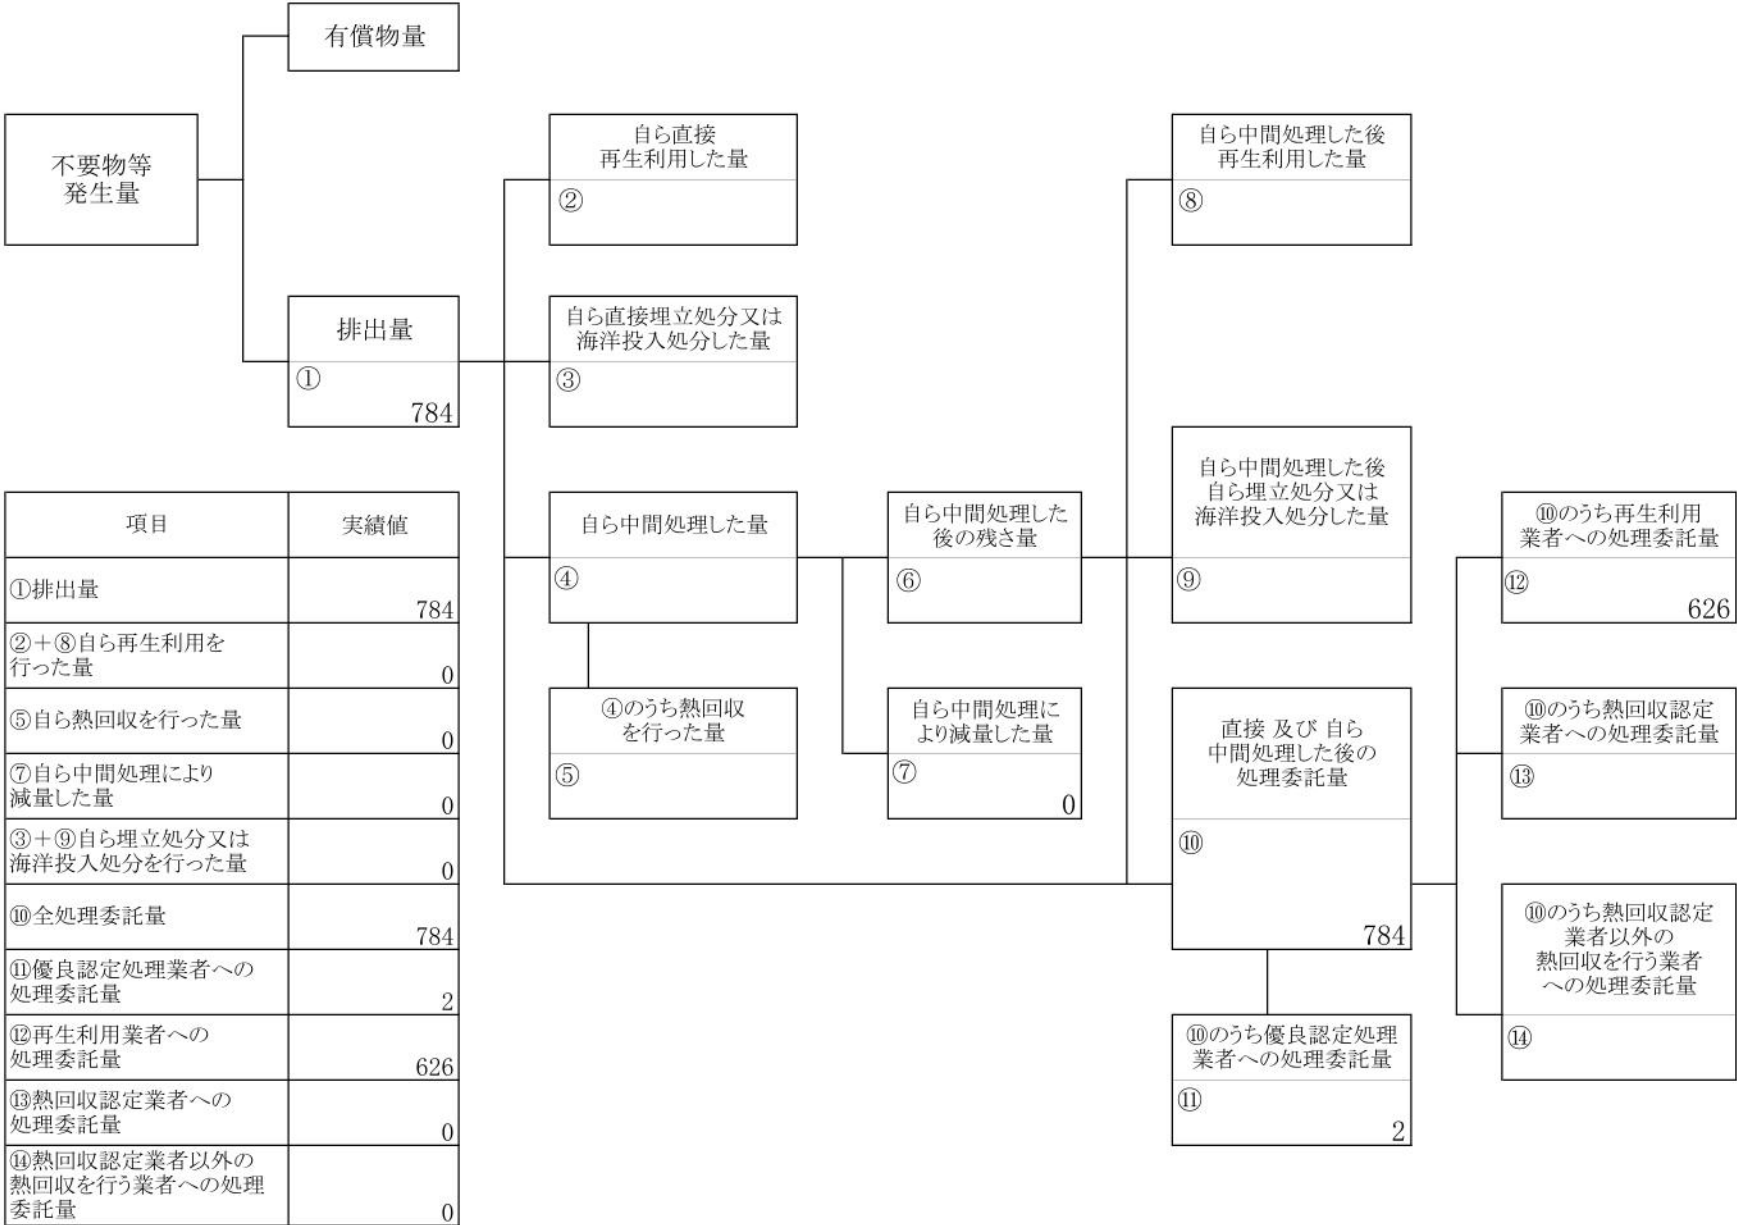 有償物量
不要物等
発生量
自ら直接
再生利用した量
②
自ら中間処理した後
再生利用した量
⑧
排出量
①
784
自ら直接埋立処分又は
海洋投入処分した量
③
自ら中間処理した量
④
自ら中間処理した
後の残さ量
⑥
自ら中間処理した後
自ら埋立処分又は
海洋投入処分した量
⑨
⑩のうち再生利用
業者への処理委託量
⑫
626
④のうち熱回収
を行った量
⑤
自ら中間処理に
より減量した量
⑦
0
直接 及び 自ら
中間処理した後の
処理委託量
⑩
784
⑩のうち熱回収認定
業者への処理委託量
⑬
⑩のうち熱回収認定
業者以外の
熱回収を行う業者
への処理委託量
⑭
⑩のうち優良認定処理
業者への処理委託量
⑪
2
項目 実績値
①排出量
784
②+⑧自ら再生利用を
行った量
0
⑤自ら熱回収を行った量
0
⑦自ら中間処理により
減量した量
0
③+⑨自ら埋立処分又は
海洋投入処分を行った量
0
⑩全処理委託量
784
⑪優良認定処理業者への
処理委託量
2
⑫再生利用業者への
処理委託量
626
⑬熱回収認定業者への
処理委託量
0
⑭熱回収認定業者以外の
熱回収を行う業者への処理
委託量
0